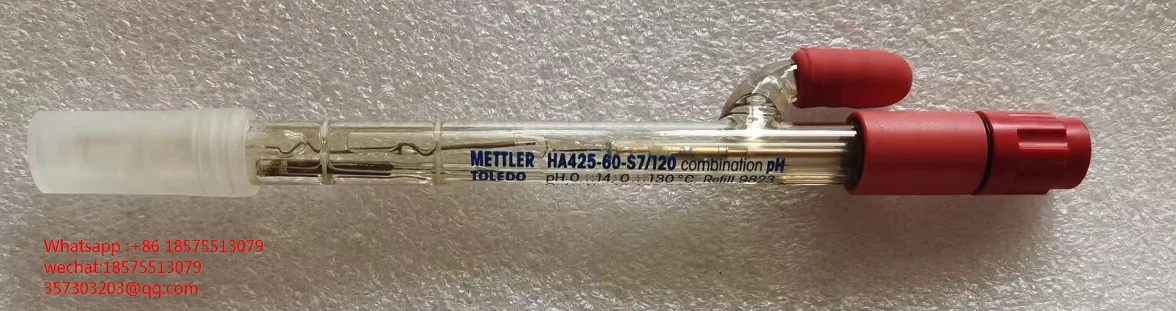 METTLER HA425-60-S7/120 combination pH
TOLEDO pH 0...14; 0...130°C Refill 9823
Whatsapp :+86 18575513079
wechat:18575513079
357303203@qq.com